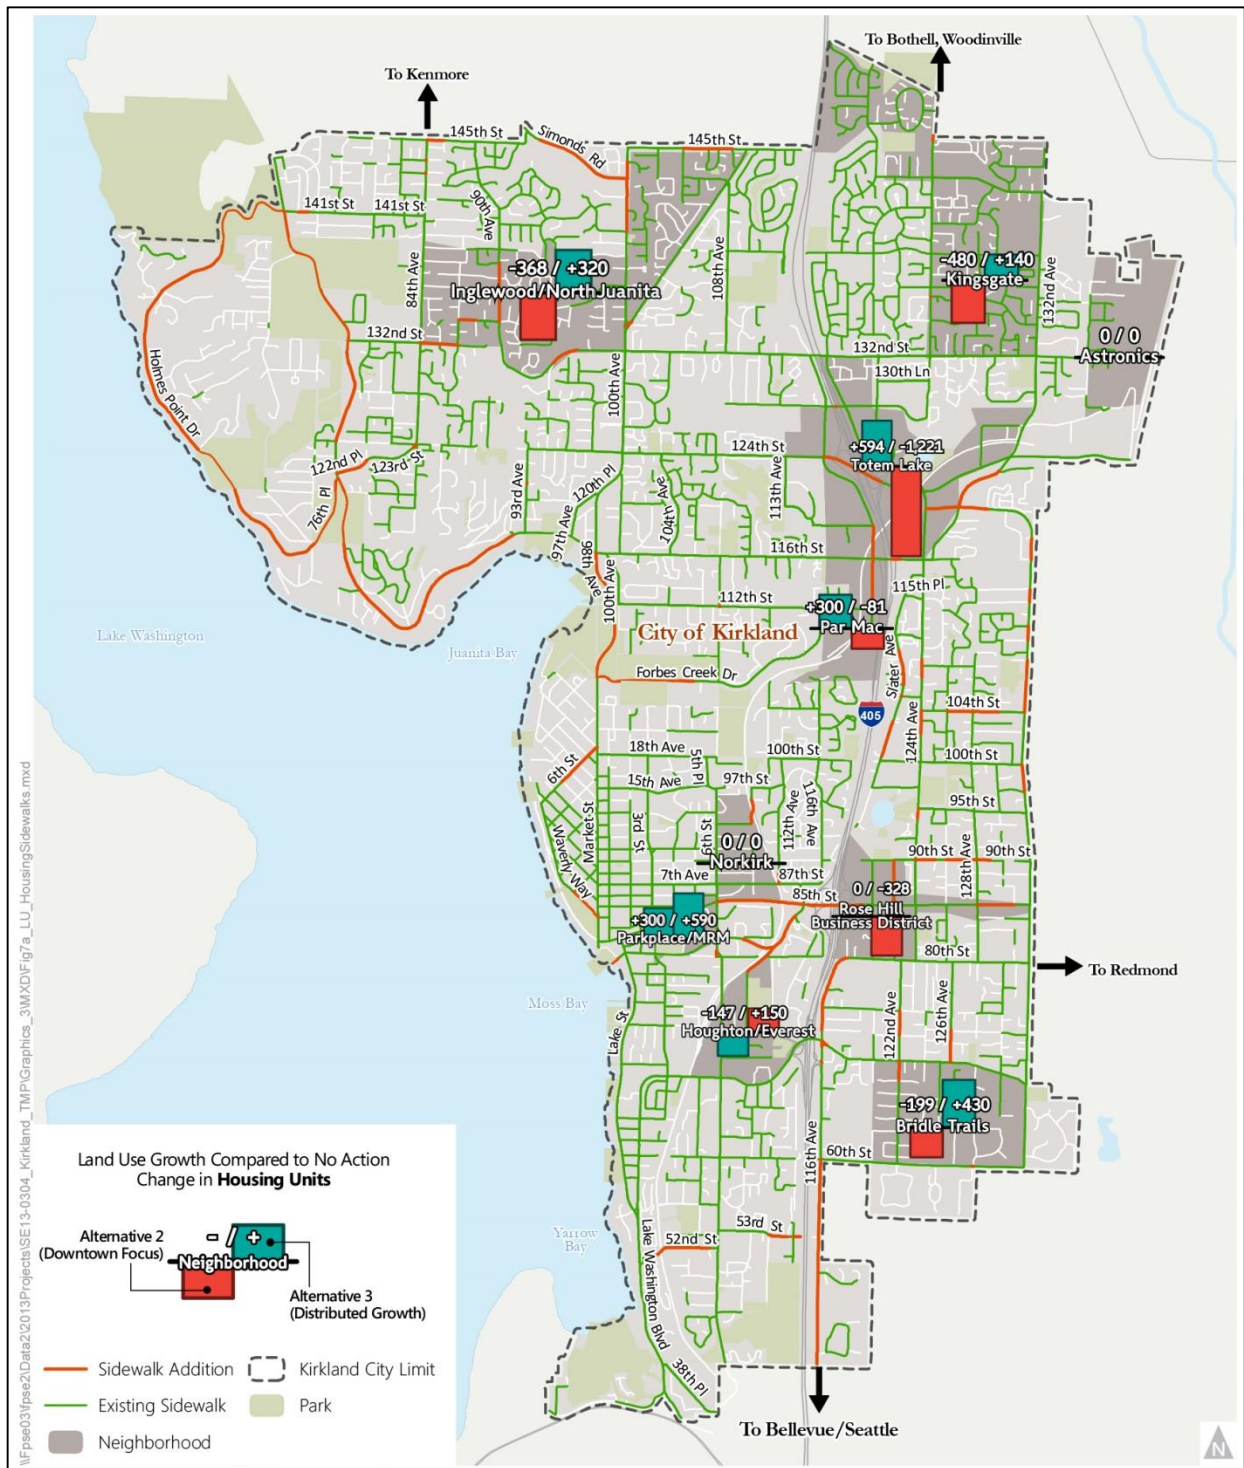 To Bothell, Woodinville
To Kenmore
145th St
Simonds Rd
145th St
141st St
141st St
90th Ave
84th Ave
108th Ave
132nd Ave
-368 / +320
Inglewood/North Juanita
-480 / +140
Kingsgate
0 / 0
Astronics
132nd St
132nd St
130th Ln
Holmes Point Dr
100th Ave
122nd Pl
123rd St
76th Pl
93rd Ave
97th Ave
120th Pl
104th Ave
124th St
113th Ave
+594 / -1,221
Totem Lake
116th St
98th Ave
100th Ave
112th St
115th Pl
+300 / -81
Par Mac
City of Kirkland
Lake Washington
Juanita Bay
Forbes Creek Dr
Slater Ave
405
124th Ave
104th St
18th Ave
5th Pl
100th St
100th St
6th St
15th Ave
97th St
116th Ave
112th Ave
95th St
Market St
3rd St
6th St
Waverly Way
0 / 0
Norkirk
90th St
90th St
128th Ave
7th Ave
87th St
85th St
0 / -328
Rose Hill
Business District
+300 / +590
Parkplace/MRM
80th St
To Redmond
Moss Bay
Lake St
-147 / +150
Houghton/Everest
122nd Ave
126th Ave
-199 / +430
Bridle Trails
116th Ave
60th St
Yarrow
Bay
Lake Washington Blvd
53rd St
52nd St
38th Pl
To Bellevue/Seattle
Land Use Growth Compared to No Action
Change in Housing Units
Alternative 2
(Downtown Focus)
- / +
Neighborhood
Alternative 3
(Distributed Growth)
Sidewalk Addition
Kirkland City Limit
Existing Sidewalk
Park
Neighborhood
N
\\Fpse03\fpse2\Data2\2013Projects\SE13-0304_Kirkland_TMP\Graphics_3\MXD\Fig7a_LU_HousingSidewalks.mxd